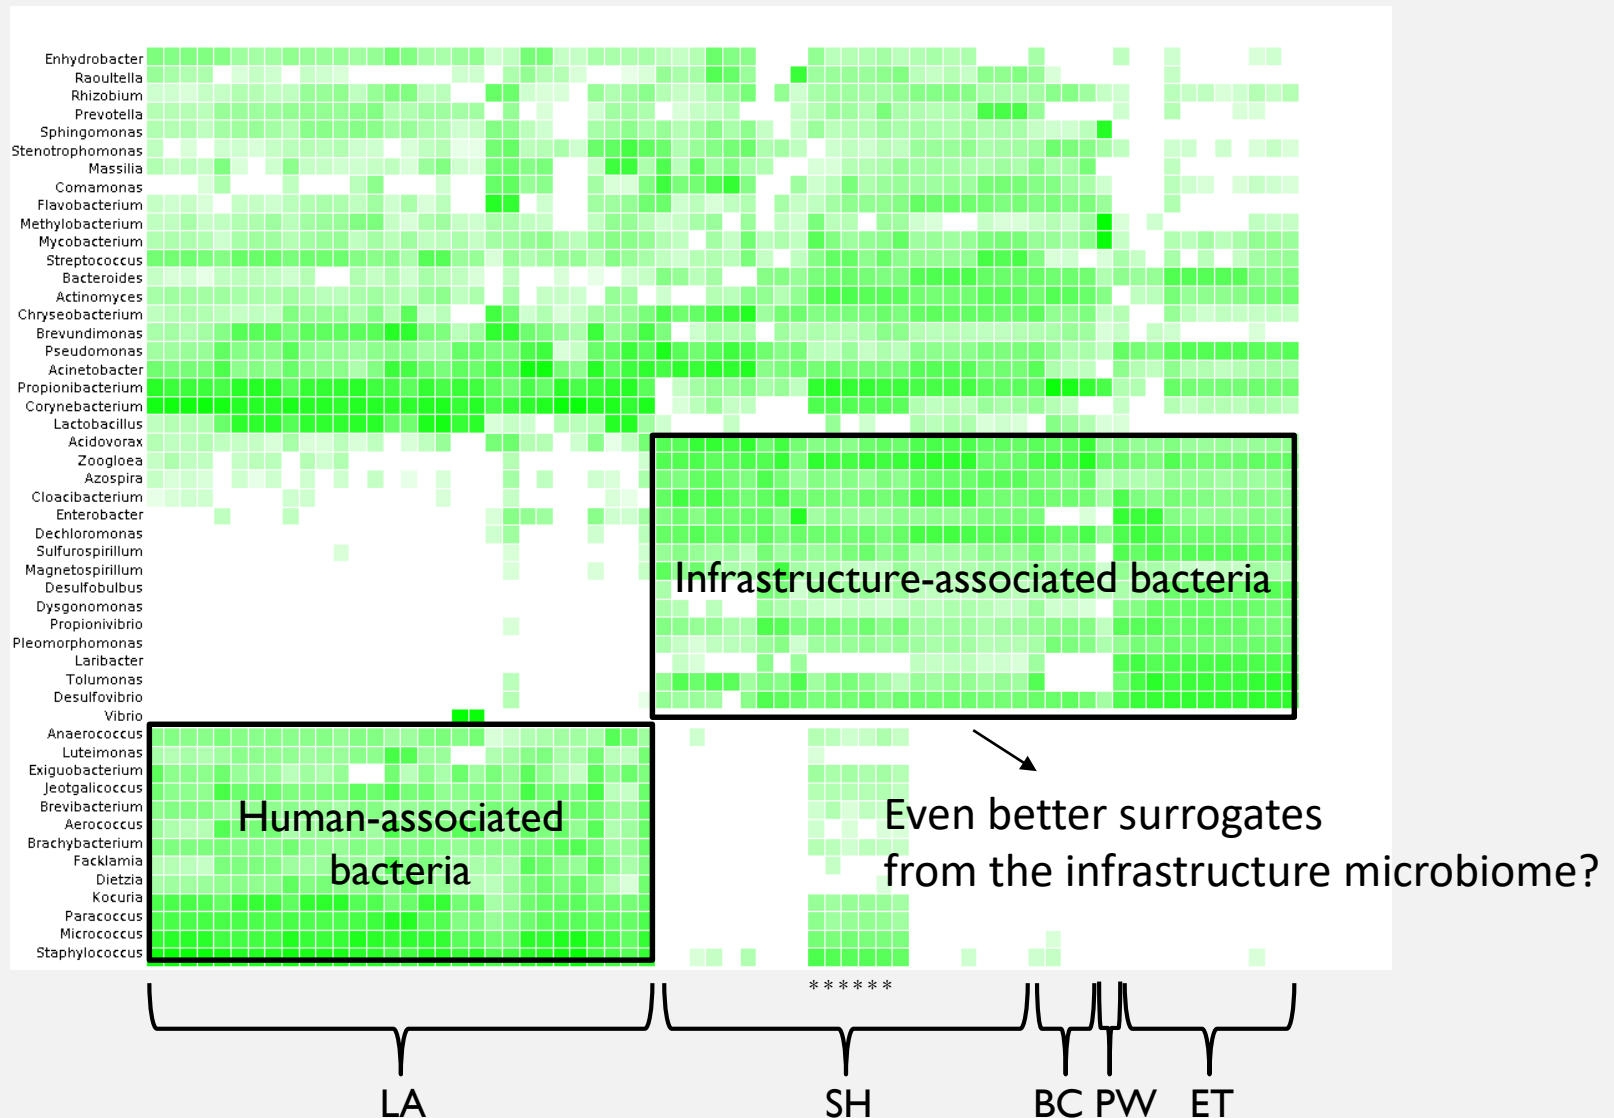 Enhydrobacter
Raoultella
Rhizobium
Prevotella
Sphingomonas
Stenotrophomonas
Massilia
Comamonas
Flavobacterium
Methylobacterium
Mycobacterium
Streptococcus
Bacteroides
Actinomyces
Chryseobacterium
Brevundimonas
Pseudomonas
Acinetobacter
Propionibacterium
Corynebacterium
Lactobacillus
Acidovorax
Zoogloea
Azospira
Cloacibacterium
Enterobacter
Dechloromonas
Sulfurospirillum
Magnetospirillum
Desulfobulbus
Dysgonomonas
Propionivibrio
Pleomorphomonas
Laribacter
Tolumonas
Desulfovibrio
Vibrio
Anaerococcus
Luteimonas
Exiguobacterium
Jeotgalicoccus
Brevibacterium
Aerococcus
Brachybacterium
Facklamia
Dietzia
Kocuria
Paracoccus
Micrococcus
Staphylococcus
Infrastructure-associated bacteria
Human-associated
bacteria
Even better surrogates
from the infrastructure microbiome?
******
LA SH BC PW ET